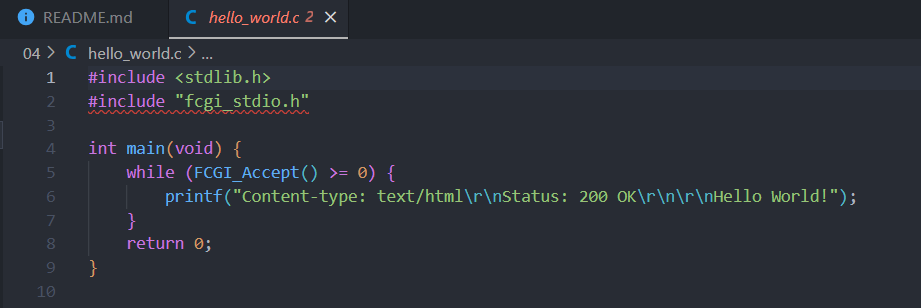 README.md C hello_world.c 2 ×
04 > C hello_world.c > ...
1 #include <stdlib.h>
2 #include "fcgi_stdio.h"
3
4 int main(void) {
5     while (FCGI_Accept() >= 0) {
6         printf("Content-type: text/html\r\nStatus: 200 OK\r\n\r\nHello World!");
7     }
8     return 0;
9 }
10